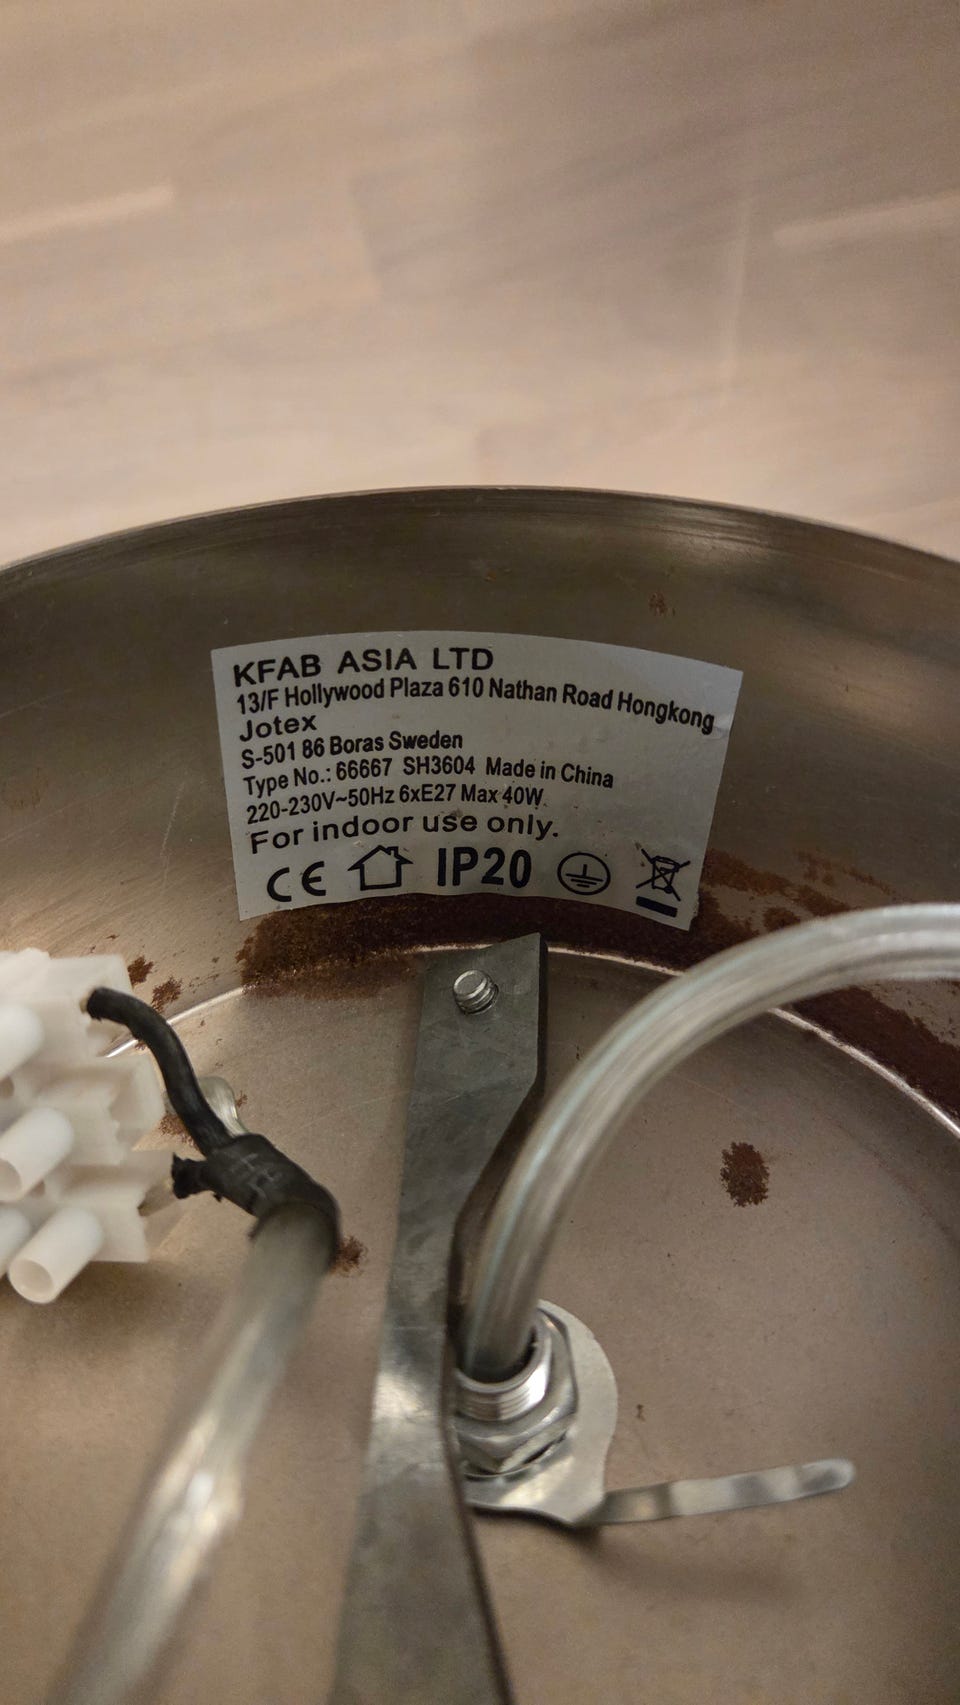 KFAB ASIA LTD
13/F Hollywood Plaza 610 Nathan Road Hongkong
Jotex
S-501 86 Boras Sweden
Type No.: 66667 SH3604 Made in China
220-230V~50Hz 6xE27 Max 40W
For indoor use only.
CE IP20